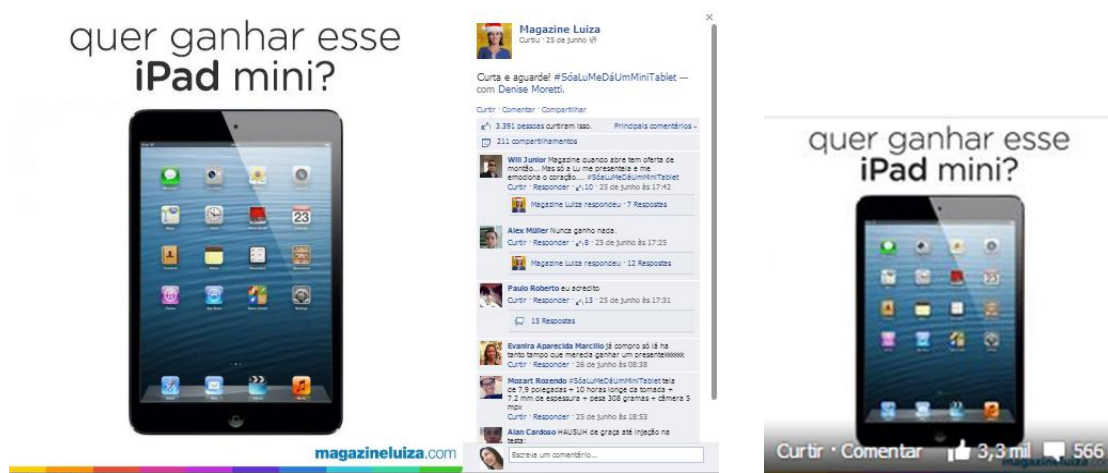 quer ganhar esse
iPad mini?
23
magazineluiza.com
Magazine Luiza
Curtiu · 25 de junho
Curta e aguarde! #SóaLuMeDáUmMiniTablet —
com Denise Moretti.
Curtir · Comentar · Compartilhar
3.391 pessoas curtiram isso. Principais comentários
211 compartilhamentos
Will Junior Magazine quando abre tem oferta de
montão... Mas só a Lu me presenteia e me
emociona o coração.... #SóaLuMeDáUmMiniTablet
Curtir · Responder · 10 · 25 de junho às 17:42
Magazine Luiza respondeu · 7 Respostas
Alex Müller Nunca ganho nada.
Curtir · Responder · 8 · 25 de junho às 17:25
Magazine Luiza respondeu · 12 Respostas
Paulo Roberto eu acredito
Curtir · Responder · 13 · 25 de junho às 17:31
15 Respostas
Evanira Aparecida Marcillo já compro só lá ha
tanto tampo que merecia ganhar um presentekkkkkk
Curtir · Responder · 26 de junho às 08:38
Mozart Rozendo #SóaLuMeDáUmMiniTablet tela
de 7,9 polegadas + 10 horas longe da tomada +
7.2 mm de espessura + pesa 308 gramas + câmera 5
mpx
Curtir · Responder · 25 de junho às 18:53
Alan Cardoso HAUSUH de graça até injeção na
testa:
Escreva um comentário...
quer ganhar esse
iPad mini?
Curtir · Comentar 3,3 mil 566